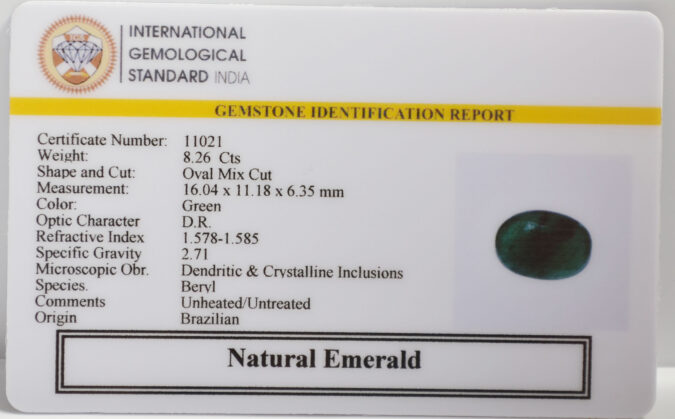 INTERNATIONAL
GEMOLOGICAL
STANDARD INDIA
GEMSTONE IDENTIFICATION REPORT
Certificate Number: 11021
Weight: 8.26 Cts
Shape and Cut: Oval Mix Cut
Measurement: 16.04 x 11.18 x 6.35 mm
Color: Green
Optic Character D.R.
Refractive Index 1.578-1.585
Specific Gravity 2.71
Microscopic Obr. Dendritic & Crystalline Inclusions
Species. Beryl
Comments Unheated/Untreated
Origin Brazilian
Natural Emerald